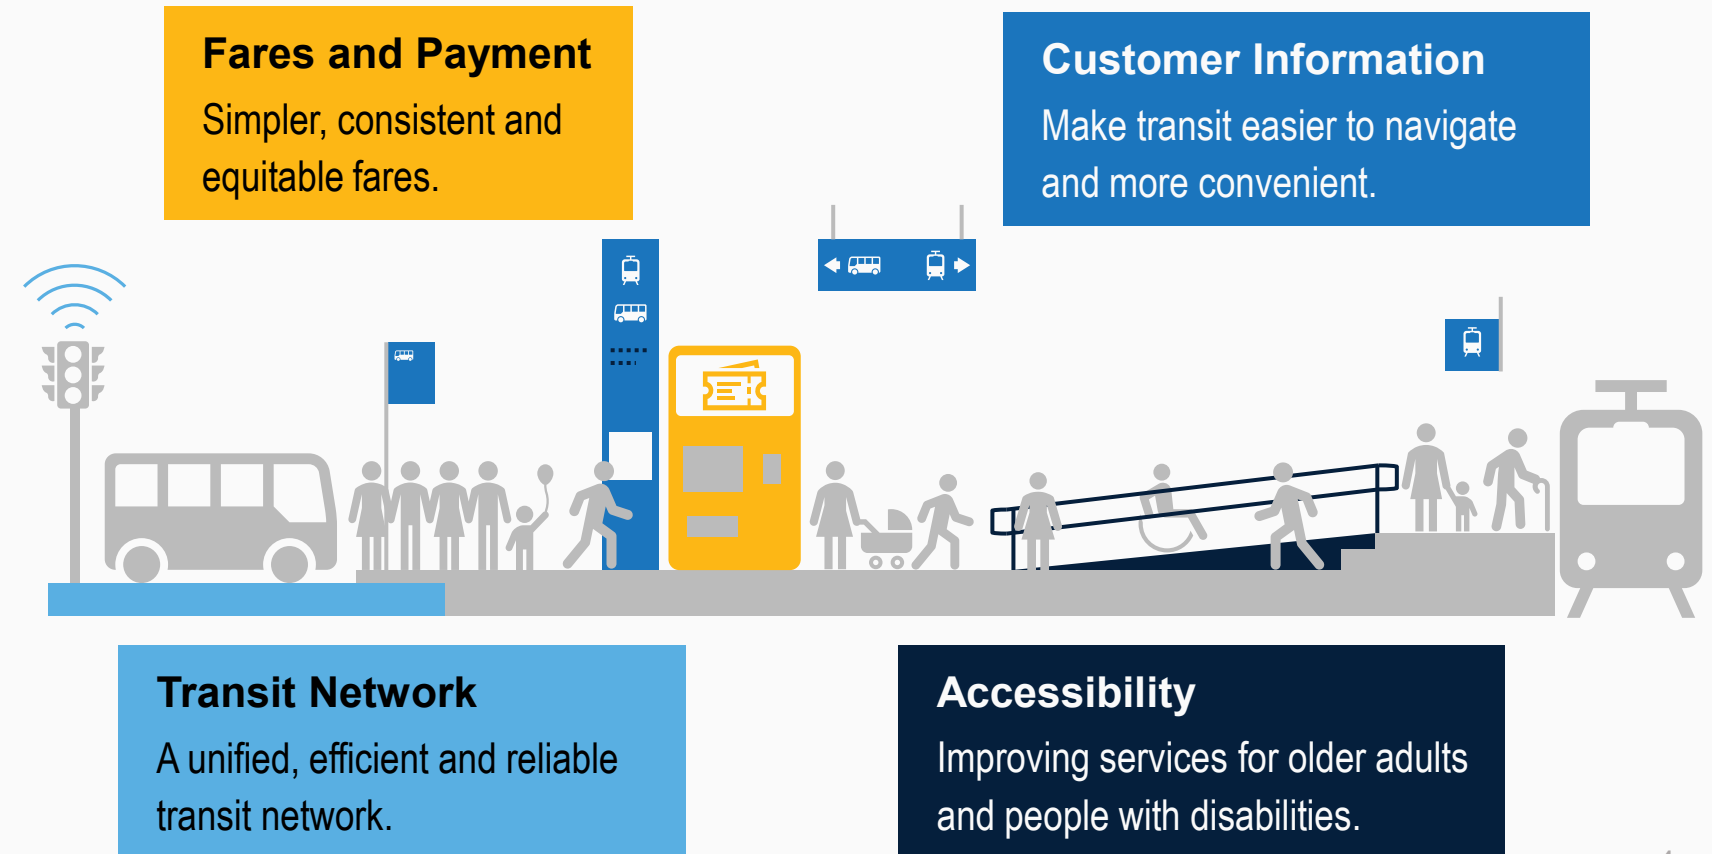 Fares and Payment
Simpler, consistent and
equitable fares.
Customer Information
Make transit easier to navigate
and more convenient.
Transit Network
A unified, efficient and reliable
transit network.
Accessibility
Improving services for older adults
and people with disabilities.